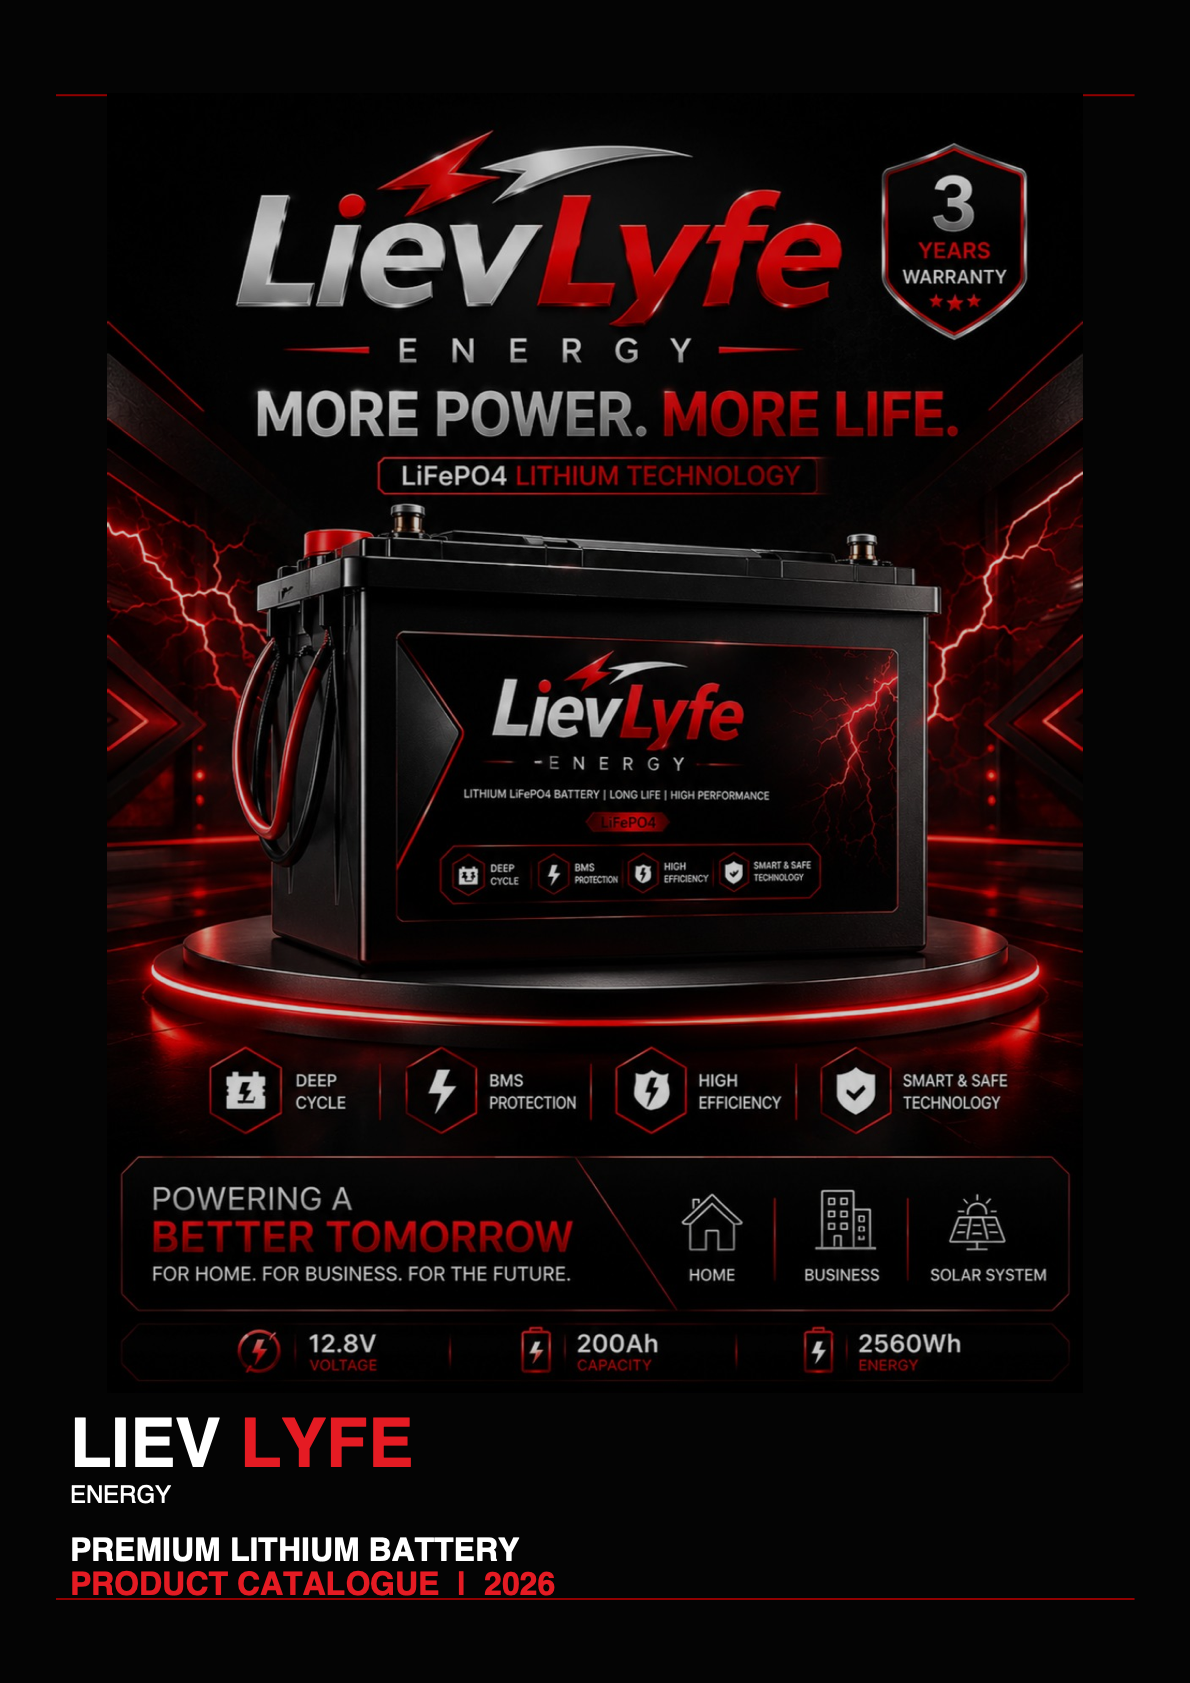 LievLyfe
ENERGY
3
YEARS
WARRANTY
MORE POWER. MORE LIFE.
LiFePO4 LITHIUM TECHNOLOGY
LievLyfe
-ENERGY
LITHIUM LiFePO4 BATTERY | LONG LIFE | HIGH PERFORMANCE
LiFePO4
DEEP
CYCLE
BMS
PROTECTION
HIGH
EFFICIENCY
SMART & SAFE
TECHNOLOGY
DEEP
CYCLE
BMS
PROTECTION
HIGH
EFFICIENCY
SMART & SAFE
TECHNOLOGY
POWERING A
BETTER TOMORROW
FOR HOME. FOR BUSINESS. FOR THE FUTURE.
HOME
BUSINESS
SOLAR SYSTEM
12.8V
VOLTAGE
200Ah
CAPACITY
2560Wh
ENERGY
LIEV LYFE
ENERGY
PREMIUM LITHIUM BATTERY
PRODUCT CATALOGUE | 2026